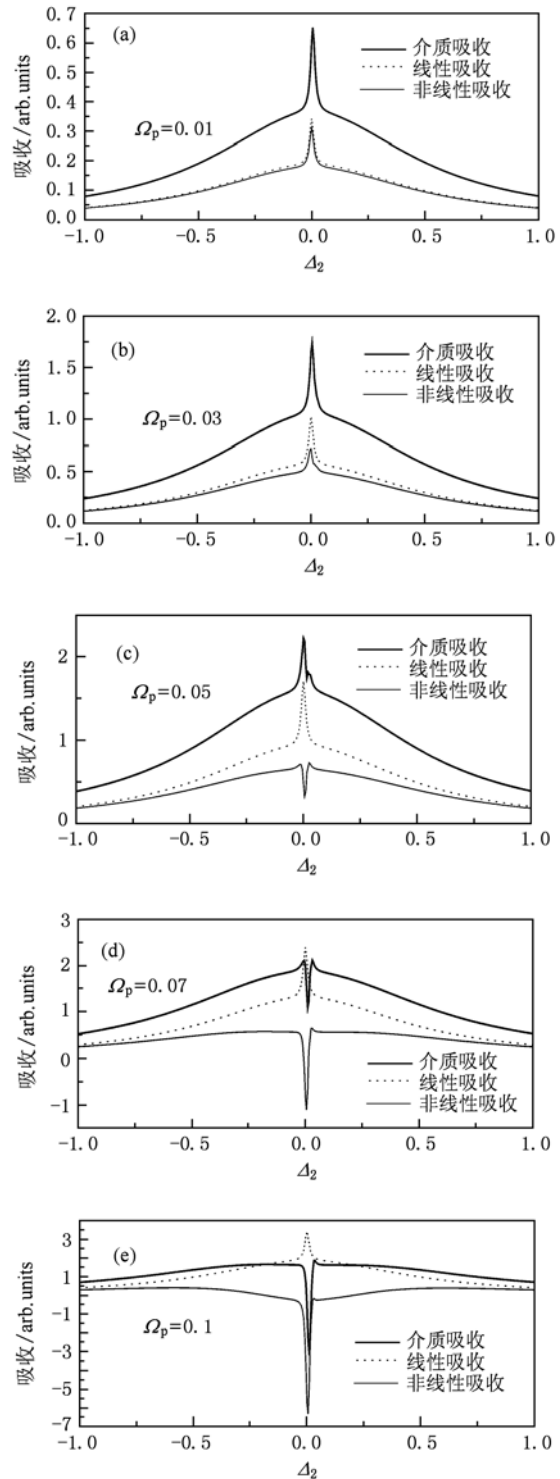 (a)
介质吸收
线性吸收
非线性吸收
Ωp=0.01
吸收/arb.units
0.7
0.6
0.5
0.4
0.3
0.2
0.1
0.0
-1.0 -0.5 0.0 0.5 1.0
Δ2
(b)
介质吸收
线性吸收
非线性吸收
Ωp=0.03
吸收/arb.units
2.0
1.5
1.0
0.5
0.0
-1.0 -0.5 0.0 0.5 1.0
Δ2
(c)
介质吸收
线性吸收
非线性吸收
Ωp=0.05
吸收/arb.units
2
1
0
-1.0 -0.5 0.0 0.5 1.0
Δ2
(d)
Ωp=0.07
介质吸收
线性吸收
非线性吸收
吸收/arb.units
3
2
1
0
-1
-1.0 -0.5 0.0 0.5 1.0
Δ2
(e)
Ωp=0.1
介质吸收
线性吸收
非线性吸收
吸收/arb.units
3
1
-1
-3
-5
-7
-1.0 -0.5 0.0 0.5 1.0
Δ2